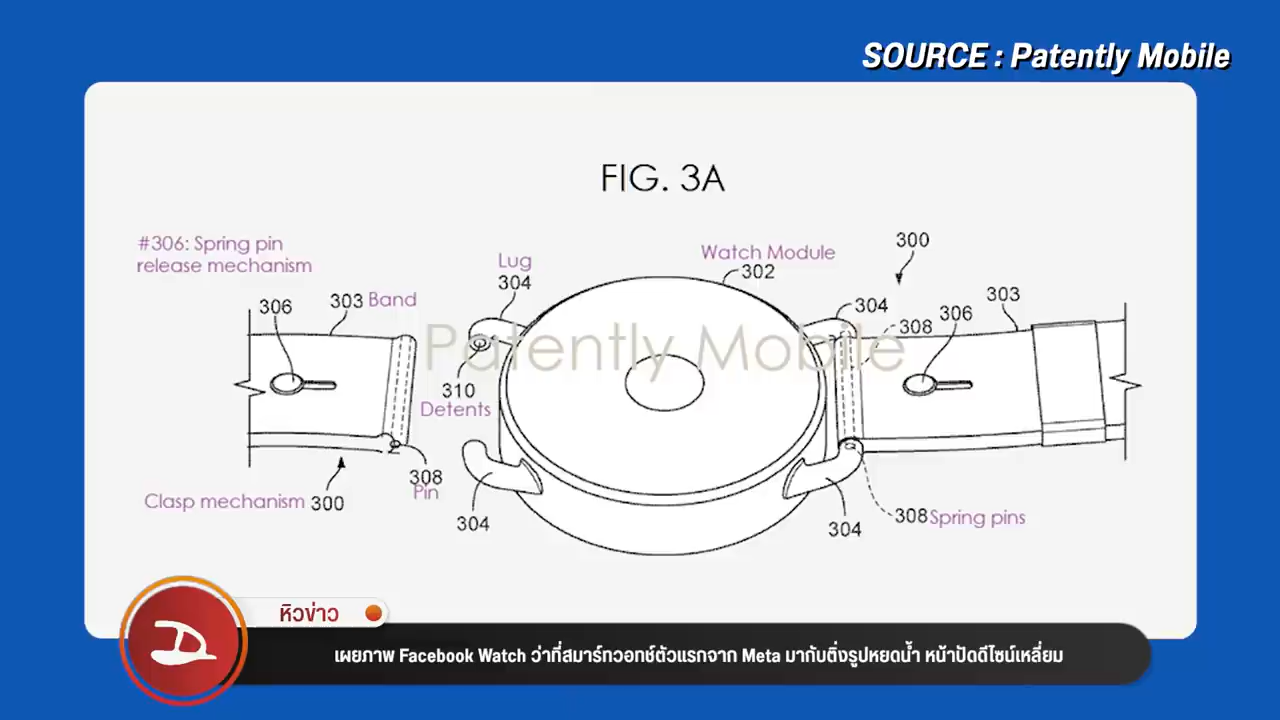 SOURCE : Patently Mobile
FIG. 3A
#306: Spring pin
release mechanism
306
303 Band
Lug
304
Watch Module
302
300
304
308
306
303
Patently Mobile
310
Detents
308
Pin
Clasp mechanism 300
304
304
308 Spring pins
หิวข่าว
เผยภาพ Facebook Watch ว่าที่สมาร์ทวอทช์ตัวแรกจาก Meta มากับติ่งรูปหยดน้ำ หน้าปัดดีไซน์เหลี่ยม